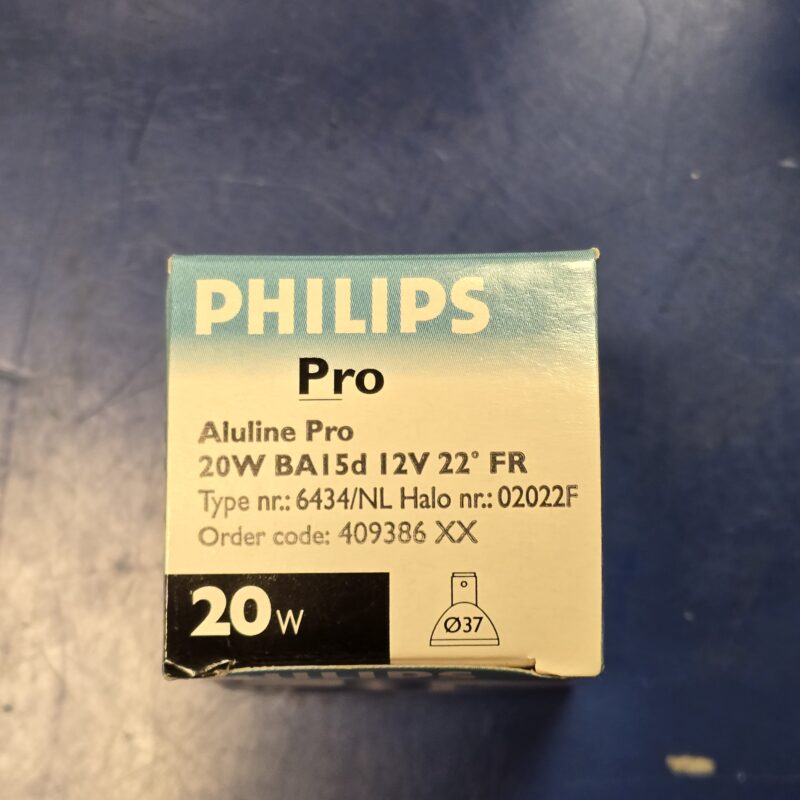 PHILIPS
Pro
Aluline Pro
20W BA15d 12V 22° FR
Type nr.: 6434/NL Halo nr.: 02022F
Order code: 409386 XX
20W
Ø37
PHILIPS